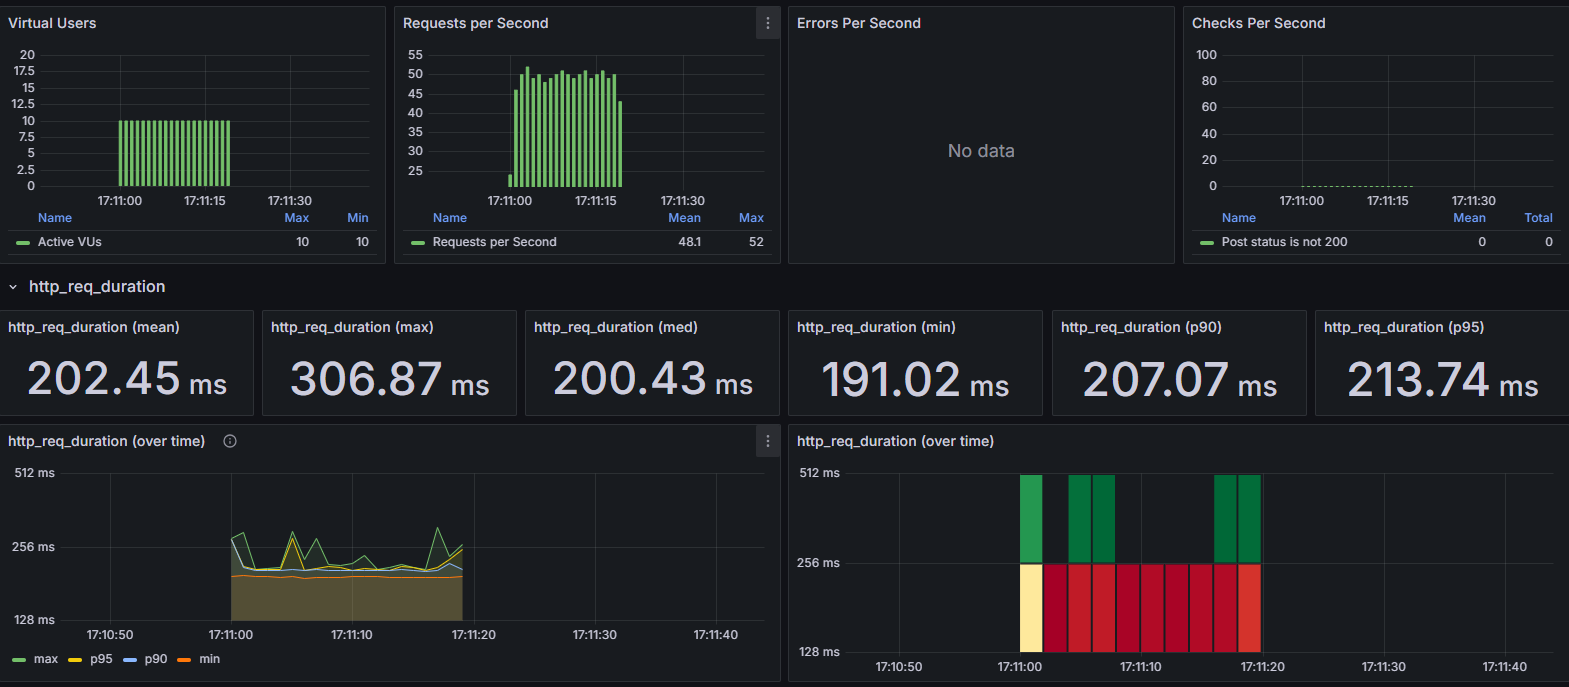 Virtual Users
20
17.5
15
12.5
10
7.5
5
2.5
0
17:11:00 17:11:15 17:11:30
Name Max Min
Active VUs 10 10
Requests per Second
55
50
45
40
35
30
25
17:11:00 17:11:15 17:11:30
Name Mean Max
Requests per Second 48.1 52
Errors Per Second
No data
Checks Per Second
100
80
60
40
20
0
17:11:00 17:11:15 17:11:30
Name Mean Total
Post status is not 200 0 0
http_req_duration
http_req_duration (mean)
202.45 ms
http_req_duration (max)
306.87 ms
http_req_duration (med)
200.43 ms
http_req_duration (min)
191.02 ms
http_req_duration (p90)
207.07 ms
http_req_duration (p95)
213.74 ms
http_req_duration (over time)
512 ms
256 ms
128 ms
17:10:50 17:11:00 17:11:10 17:11:20 17:11:30 17:11:40
max p95 p90 min
http_req_duration (over time)
512 ms
256 ms
128 ms
17:10:50 17:11:00 17:11:10 17:11:20 17:11:30 17:11:40